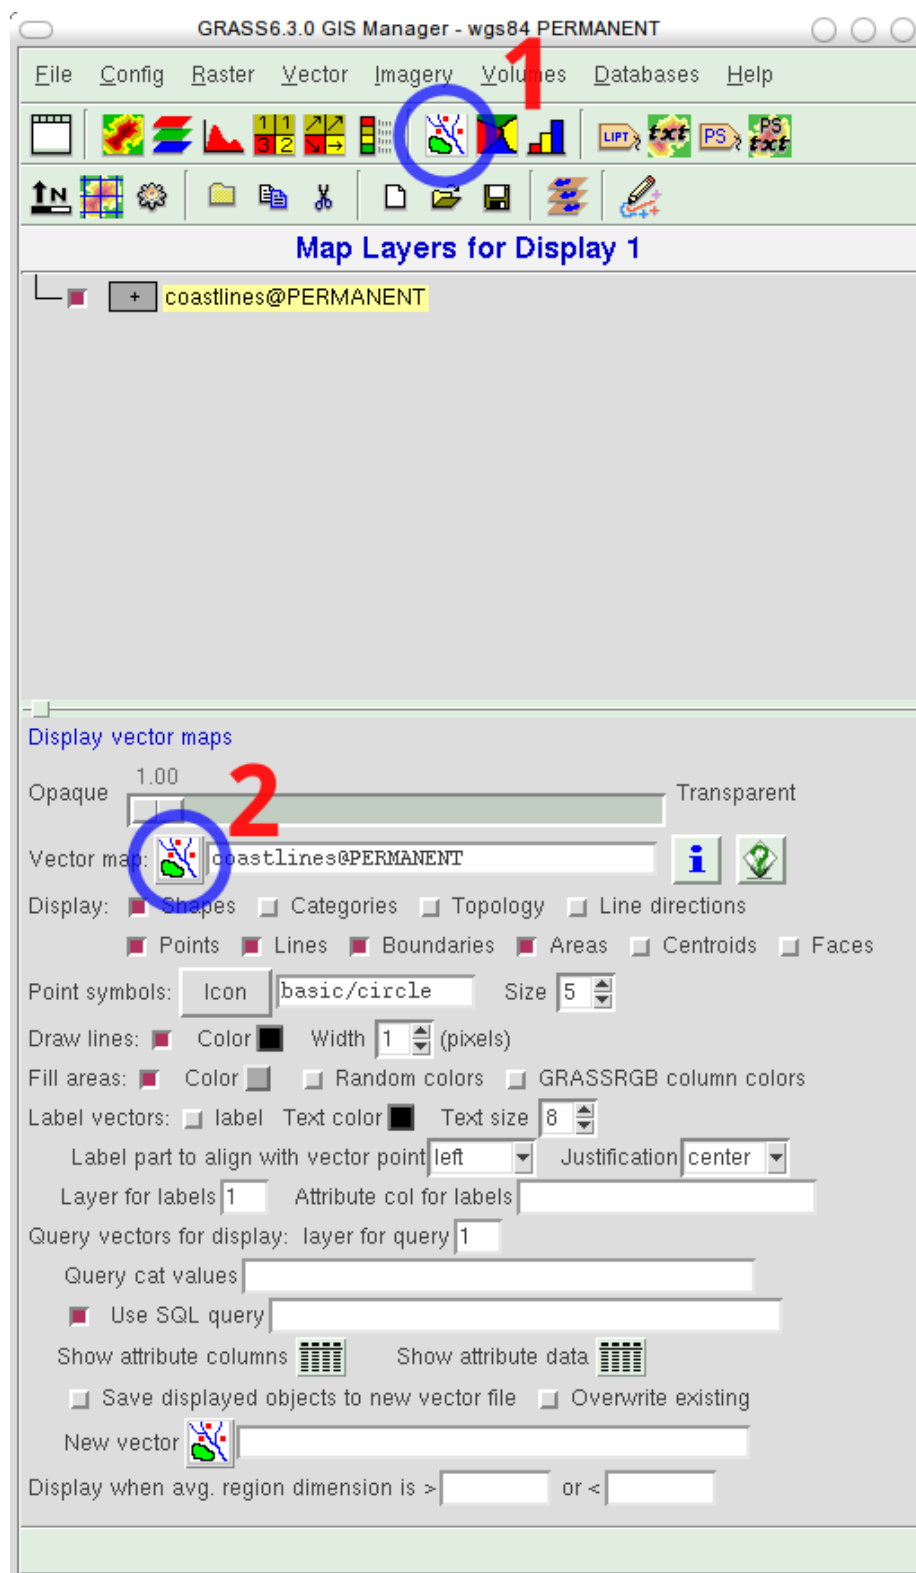 GRASS6.3.0 GIS Manager - wgs84 PERMANENT
File Config Raster Vector Imagery Volumes Databases Help
1
1 1
3 2
LIPT txt PS PS txt
N
Map Layers for Display 1
+ coastlines@PERMANENT
Display vector maps
1.00
Opaque Transparent
2
Vector map: coastlines@PERMANENT i ?
Display: Shapes Categories Topology Line directions
Points Lines Boundaries Areas Centroids Faces
Point symbols: Icon basic/circle Size 5
Draw lines: Color Width 1 (pixels)
Fill areas: Color Random colors GRASSRGB column colors
Label vectors: label Text color Text size 8
Label part to align with vector point left Justification center
Layer for labels 1 Attribute col for labels
Query vectors for display: layer for query 1
Query cat values
Use SQL query
Show attribute columns Show attribute data
Save displayed objects to new vector file Overwrite existing
New vector
Display when avg. region dimension is > or <